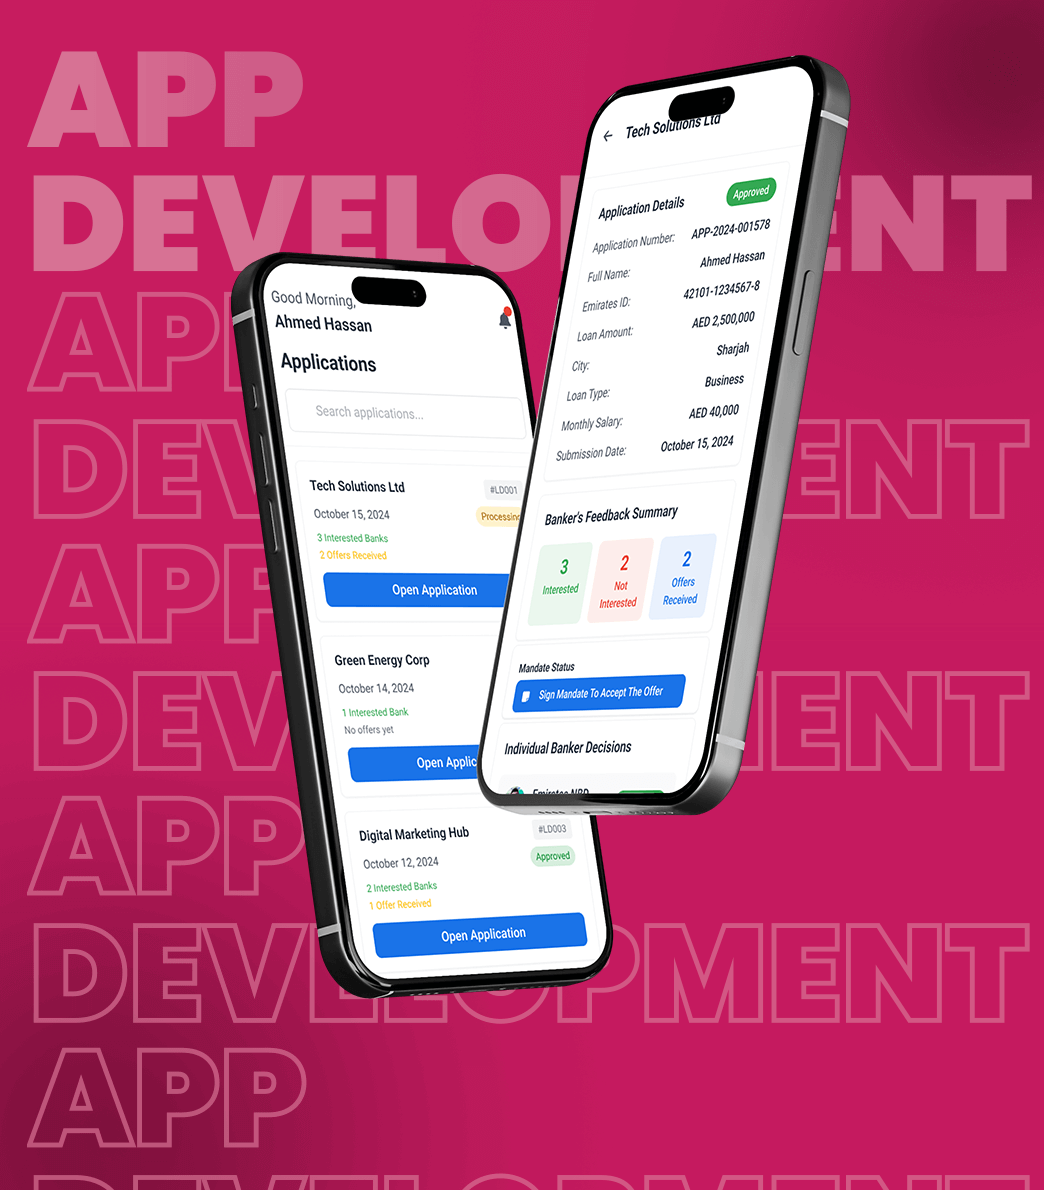 APP
DEVELOPMENT
APP
DEVELOPMENT
APP
DEVELOPMENT
APP
DEVELOPMENT
APP
DEVELOPMENT
Good Morning,
Ahmed Hassan
Applications
Search applications...
Tech Solutions Ltd
#LD001
October 15, 2024
Processing
3 Interested Banks
2 Offers Received
Open Application
Green Energy Corp
October 14, 2024
1 Interested Bank
No offers yet
Open Applic
Digital Marketing Hub
#LD003
October 12, 2024
Approved
2 Interested Banks
1 Offer Received
Open Application
Tech Solutions Ltd
Application Details
Approved
Application Number: APP-2024-001578
Full Name: Ahmed Hassan
Emirates ID: 42101-1234567-8
Loan Amount: AED 2,500,000
City: Sharjah
Loan Type: Business
Monthly Salary: AED 40,000
Submission Date: October 15, 2024
Banker's Feedback Summary
3
Interested
2
Not
Interested
2
Offers
Received
Mandate Status
Sign Mandate To Accept The Offer
Individual Banker Decisions
Emirates NBD